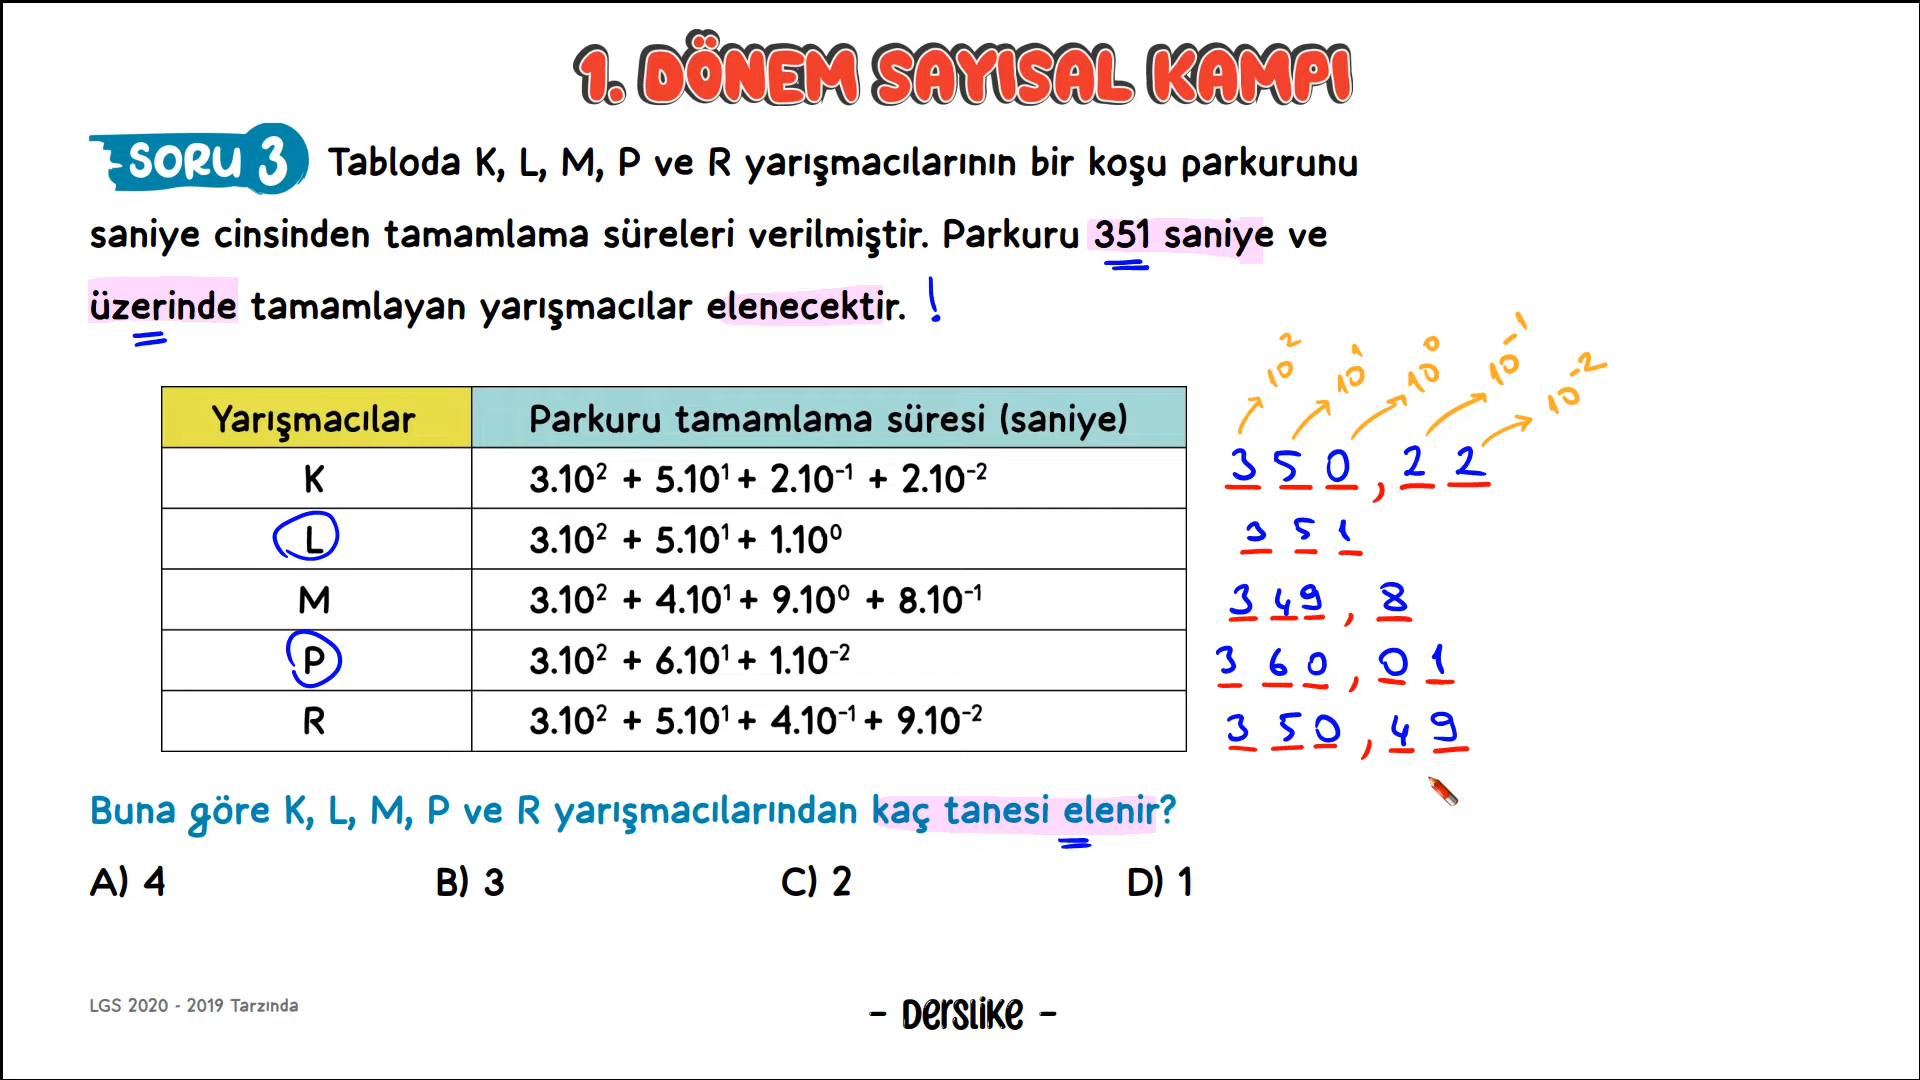 1. DÖNEM SAYISAL KAMPI
SORU 3 Tabloda K, L, M, P ve R yarışmacılarının bir koşu parkurunu
saniye cinsinden tamamlama süreleri verilmiştir. Parkuru 351 saniye ve
üzerinde tamamlayan yarışmacılar elenecektir. !
10² 10¹ 10⁰ 10⁻¹ 10⁻²
Yarışmacılar Parkuru tamamlama süresi (saniye)
K 3.10² + 5.10¹ + 2.10⁻¹ + 2.10⁻² 350,22
L 3.10² + 5.10¹ + 1.10⁰ 351
M 3.10² + 4.10¹ + 9.10⁰ + 8.10⁻¹ 349,8
P 3.10² + 6.10¹ + 1.10⁻² 360,01
R 3.10² + 5.10¹ + 4.10⁻¹ + 9.10⁻² 350,49
Buna göre K, L, M, P ve R yarışmacılarından kaç tanesi elenir?
A) 4 B) 3 C) 2 D) 1
LGS 2020 - 2019 Tarzında
- Derslike -